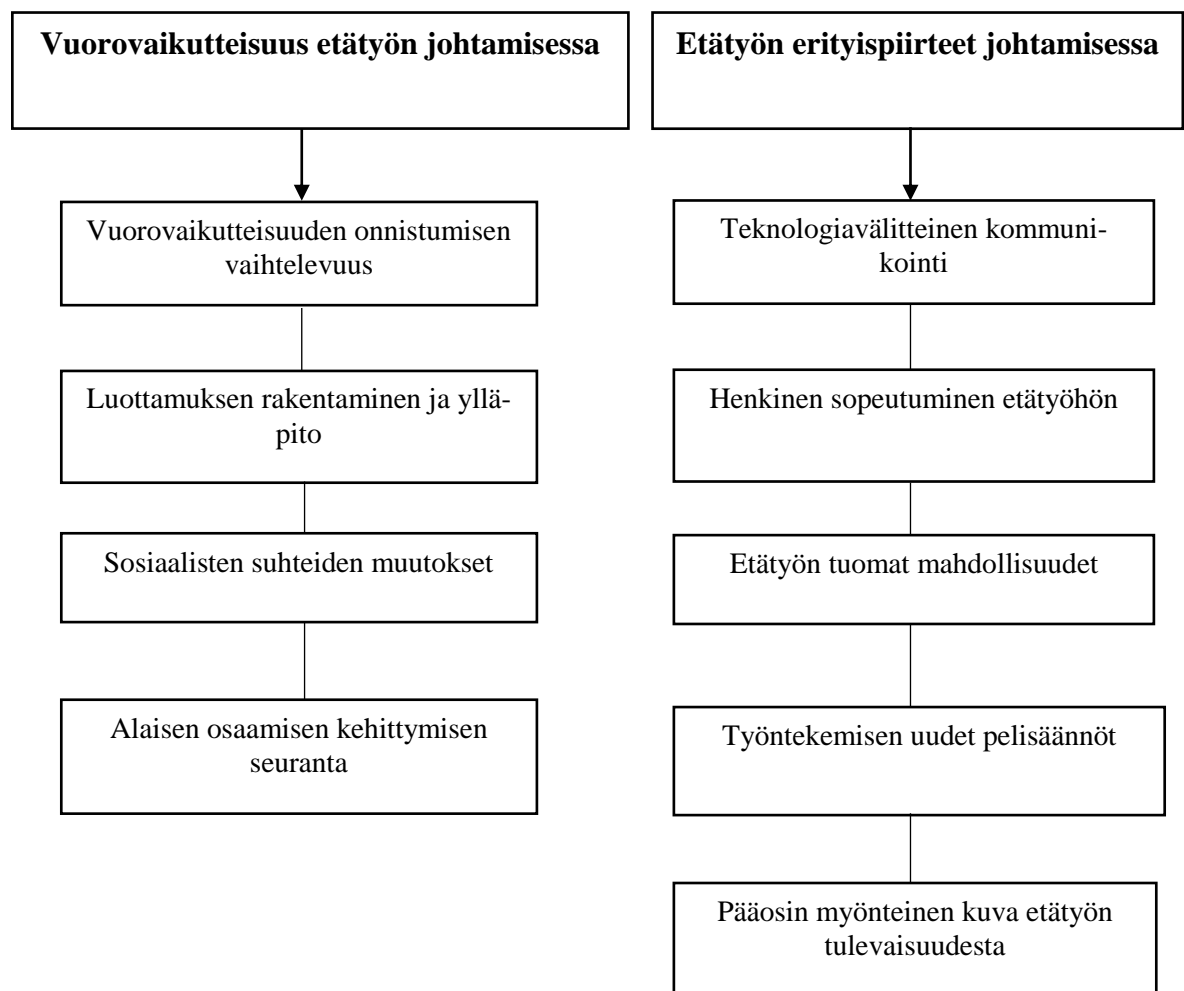 Vuorovaikutteisuus etätyön johtamisessa
Vuorovaikutteisuuden onnistumisen
vaihtelevuus
Luottamuksen rakentaminen ja yllä-
pito
Sosiaalisten suhteiden muutokset
Alaisen osaamisen kehittymisen
seuranta
Etätyön erityispiirteet johtamisessa
Teknologiavälitteinen kommuni-
kointi
Henkinen sopeutuminen etätyöhön
Etätyön tuomat mahdollisuudet
Työntekemisen uudet pelisäännöt
Pääosin myönteinen kuva etätyön
tulevaisuudesta